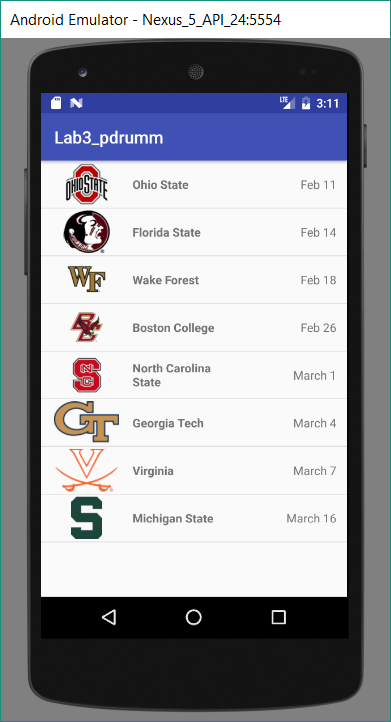 Android Emulator - Nexus_5_API_24:5554
LTE 3:11
Lab3_pdrumm
OHIO STATE Ohio State Feb 11
Florida State Feb 14
WF Wake Forest Feb 18
BC Boston College Feb 26
NC STATE North Carolina
State March 1
GT Georgia Tech March 4
V Virginia March 7
S Michigan State March 16